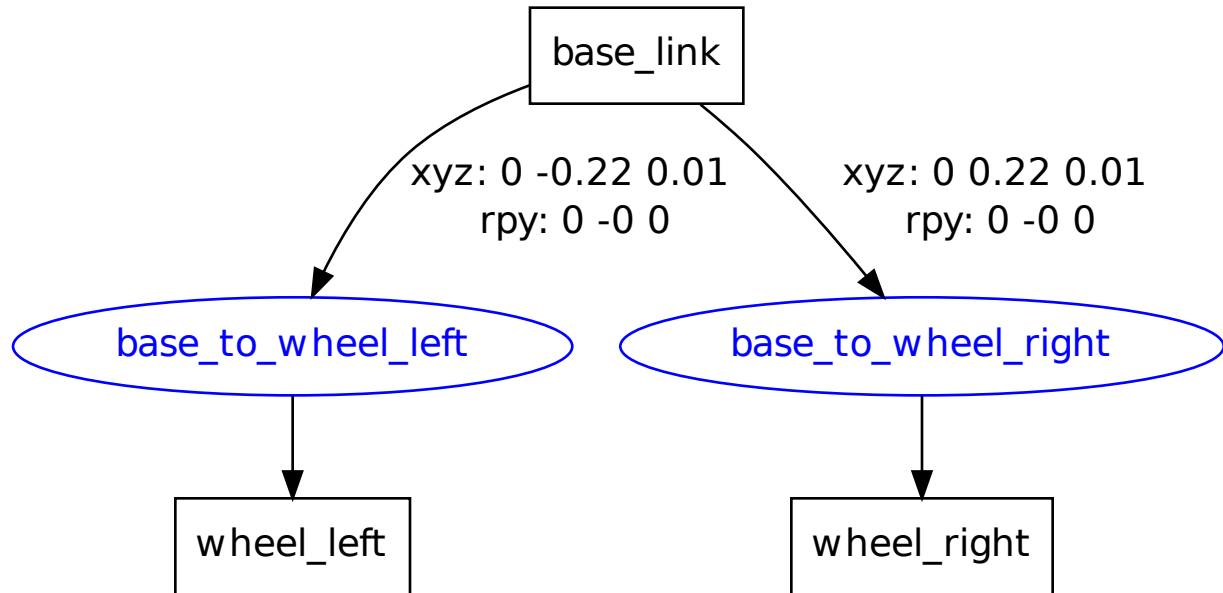 base_link
xyz: 0 -0.22 0.01
rpy: 0 -0 0
xyz: 0 0.22 0.01
rpy: 0 -0 0
base_to_wheel_left
base_to_wheel_right
wheel_left
wheel_right